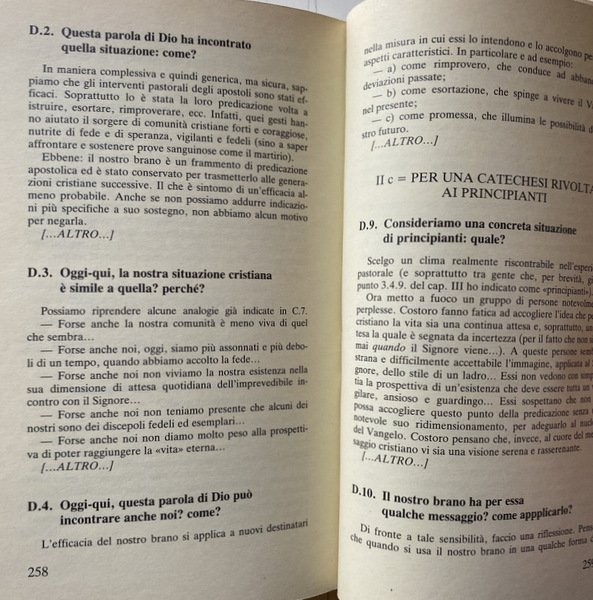 D.2. Questa parola di Dio ha incontrato
quella situazione: come?
In maniera complessiva e quindi generica, ma sicura, sap-
piamo che gli interventi pastorali degli apostoli sono stati ef-
ficaci. Soprattutto lo è stata la loro predicazione volta a
istruire, esortare, rimproverare, ecc. Infatti, quei gesti han-
no aiutato il sorgere di comunità cristiane forti e coraggiose,
nutrite di fede e di speranza, vigilanti e fedeli (sino a saper
affrontare e sostenere prove sanguinose come il martirio).
Ebbene: il nostro brano è un frammento di predicazione
apostolica ed è stato conservato per trasmetterlo alle genera-
zioni cristiane successive. Il che è sintomo di un'efficacia al-
meno probabile. Anche se non possiamo addurre indicazio-
ni più specifiche a suo sostegno, non abbiamo alcun motivo
per negarla.
[...ALTRO...]
D.3. Oggi-qui, la nostra situazione cristiana
è simile a quella? perché?
Possiamo riprendere alcune analogie già indicate in C.7.
— Forse anche la nostra comunità è meno viva di quel
che sembra...
— Forse anche noi, oggi, siamo più assonnati e più debo-
li di un tempo, quando abbiamo accolto la fede...
— Forse anche noi non viviamo la nostra esistenza nella
sua dimensione di attesa quotidiana dell'imprevedibile in-
contro con il Signore...
— Forse anche noi non teniamo presente che alcuni dei
nostri sono dei discepoli fedeli ed esemplari...
— Forse anche noi non diamo molto peso alla prospetti-
va di poter raggiungere la «vita» eterna...
[...ALTRO...]
D.4. Oggi-qui, questa parola di Dio può
incontrare anche noi? come?
L'efficacia del nostro brano si applica a nuovi destinatari
258
nella misura in cui essi lo intendono e lo accolgono
aspetti caratteristici. In particolare e ad esempio:
— a) come rimprovero, che conduce ad
deviazioni passate;
— b) come esortazione, che spinge a vivere il
nel presente;
— c) come promessa, che illumina le possibilità
stro futuro.
[...ALTRO...]
II c = PER UNA CATECHESI RIVOLTA
AI PRINCIPIANTI
D.9. Consideriamo una concreta situazione
di principianti: quale?
Scelgo un clima realmente riscontrabile
pastorale (e soprattutto tra gente che, per brevità,
punto 3.4.9. del cap. III ho indicato come «principianti»)
Ora metto a fuoco un gruppo di persone
perplesse. Costoro fanno fatica ad accogliere l'idea che
cristiano la vita sia una continua attesa e, soprattutto,
tesa la quale è segnata da incertezza (per il fatto che non
mai quando il Signore viene...). A queste persone
strana e difficilmente accettabile l'immagine, applicata al
gnore, dello stile di un ladro... Essi non vedono con
tia la prospettiva di un'esistenza che deve essere tutta un
gilare, ansioso e guardingo... Essi sospettano che non
possa accogliere questo punto della predicazione senza
notevole suo ridimensionamento, per adeguarlo al
del Vangelo. Costoro pensano che, invece, al cuore del
saggio cristiano vi sia una visione serena e rasserenante.
[...ALTRO...]
D.10. Il nostro brano ha per essa
qualche messaggio? come appplicarlo?
Di fronte a tale sensibilità, faccio una riflessione.
che quando si usa il nostro brano in una qualche forma